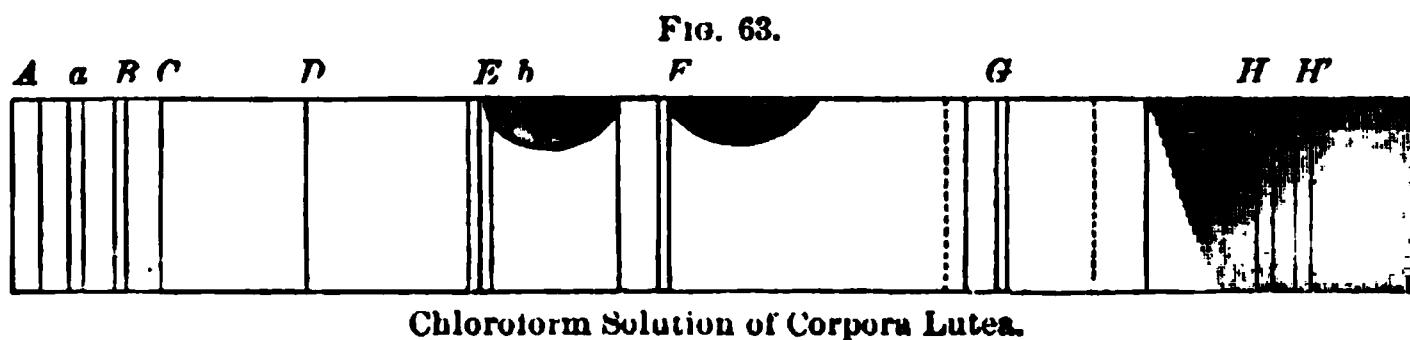 FIG. 63.
A a B C D E b F G H H'
Chloroform Solution of Corpora Lutea.